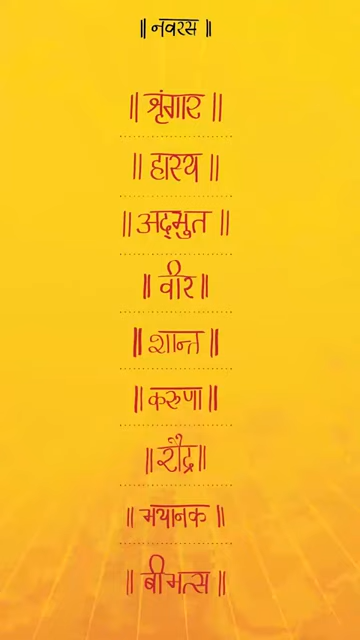 ॥ नवरस ॥
॥ श्रृंगार ॥
॥ हास्य ॥
॥ अद्भुत ॥
॥ वीर ॥
॥ शान्त ॥
॥ करुणा ॥
॥ रौद्र ॥
॥ भयानक ॥
॥ बीभत्स ॥